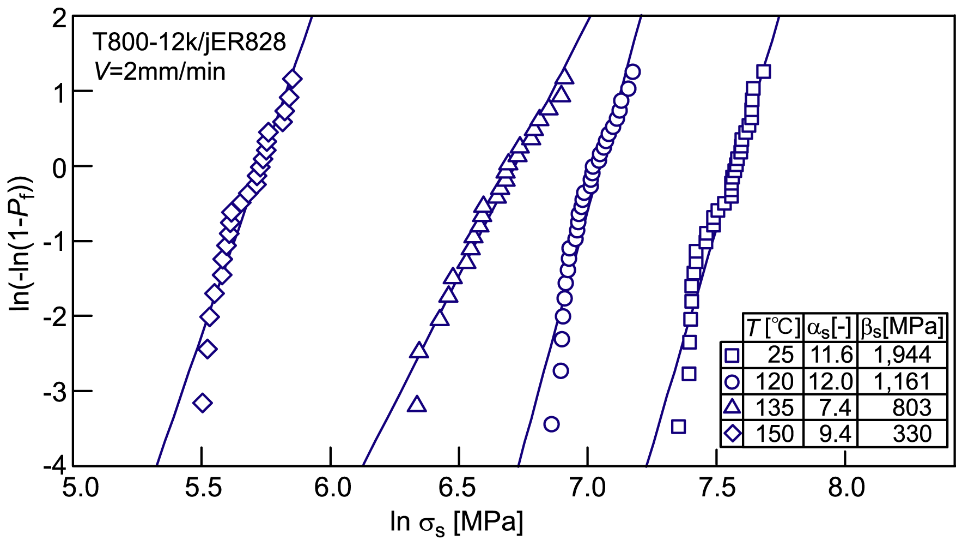 T800-12k/jER828
V=2mm/min
ln(-ln(1-Pf))
2
1
0
-1
-2
-3
-4
5.0 5.5 6.0 6.5 7.0 7.5 8.0
ln σs [MPa]
T [℃] αs[-] βs[MPa]
25 11.6 1,944
120 12.0 1,161
135 7.4 803
150 9.4 330